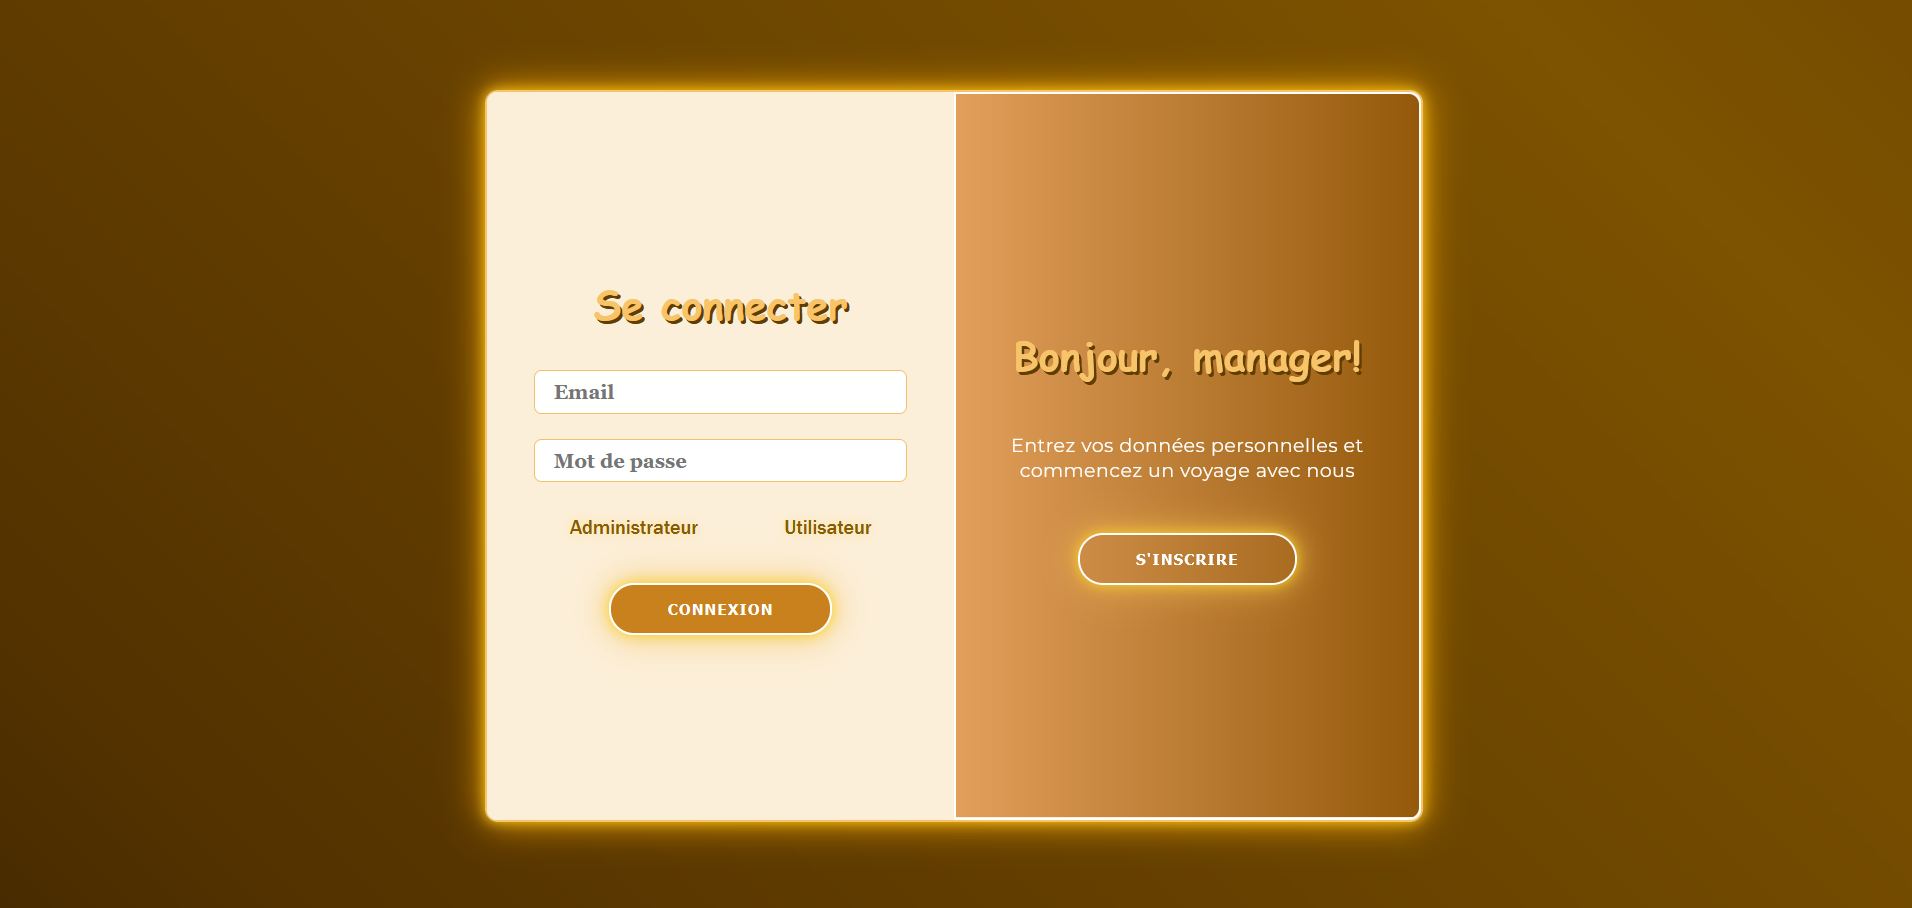 Se connecter
Email
Mot de passe
Administrateur Utilisateur
CONNEXION
Bonjour, manager!
Entrez vos données personnelles et
commencez un voyage avec nous
S'INSCRIRE